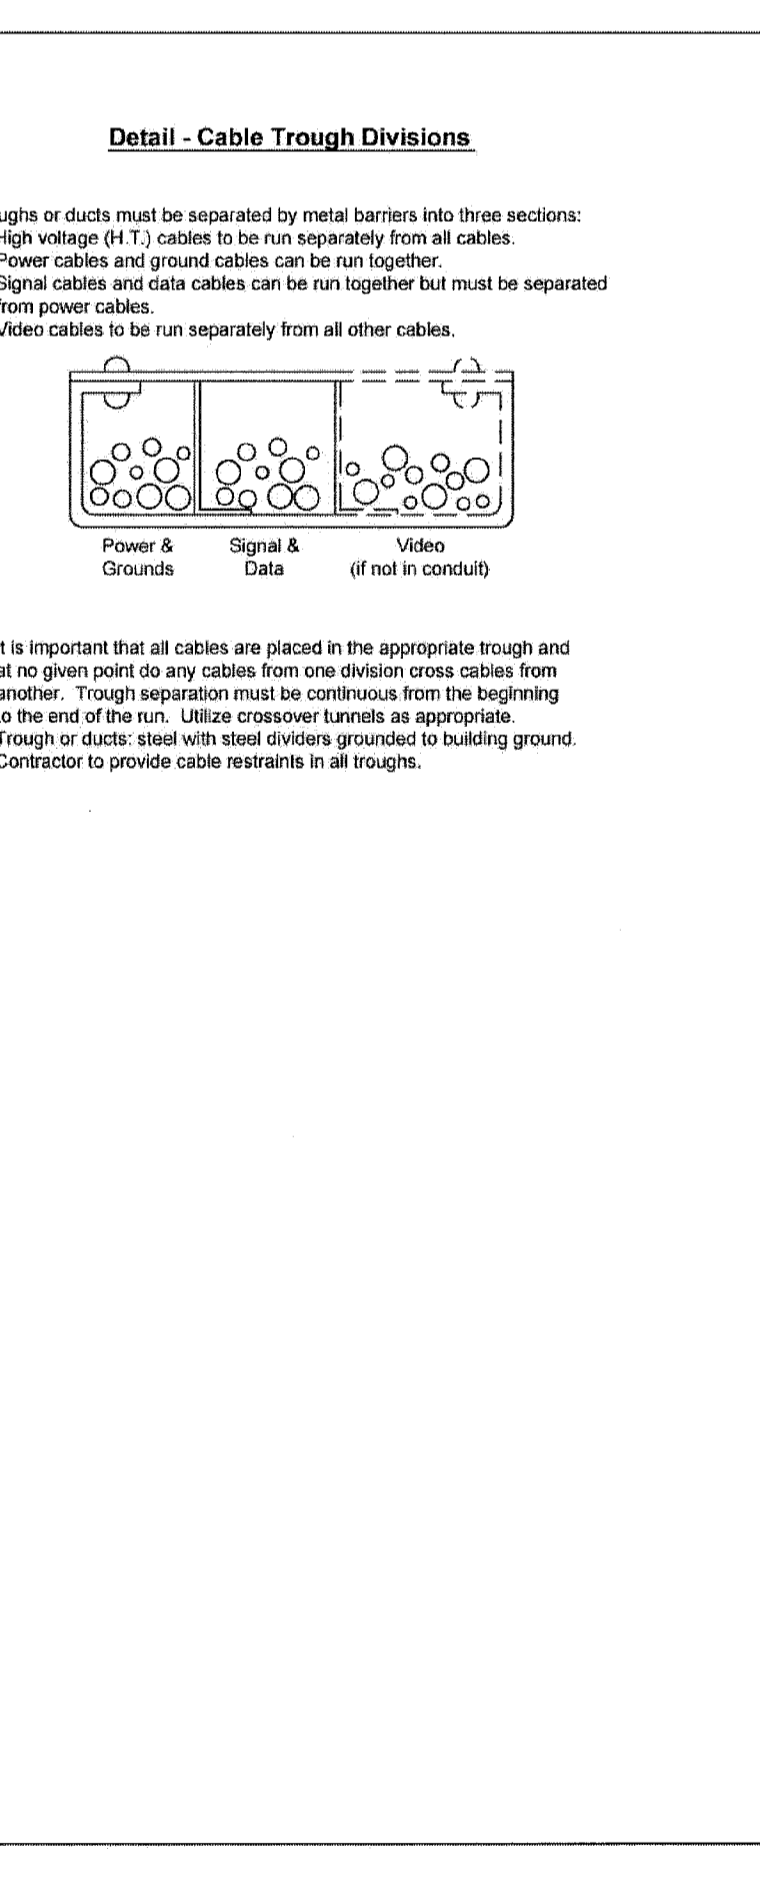 Detail - Cable Trough Divisions
ughs or ducts must be separated by metal barriers into three sections:
High voltage (H.T.) cables to be run separately from all cables.
Power cables and ground cables can be run together.
Signal cables and data cables can be run together but must be separated
from power cables.
Video cables to be run separately from all other cables.
Power & Signal & Video
Grounds Data (if not in conduit)
t is important that all cables are placed in the appropriate trough and
at no given point do any cables from one division cross cables from
another. Trough separation must be continuous from the beginning
to the end of the run. Utilize crossover tunnels as appropriate.
Trough or ducts: steel with steel dividers grounded to building ground.
Contractor to provide cable restraints in all troughs.